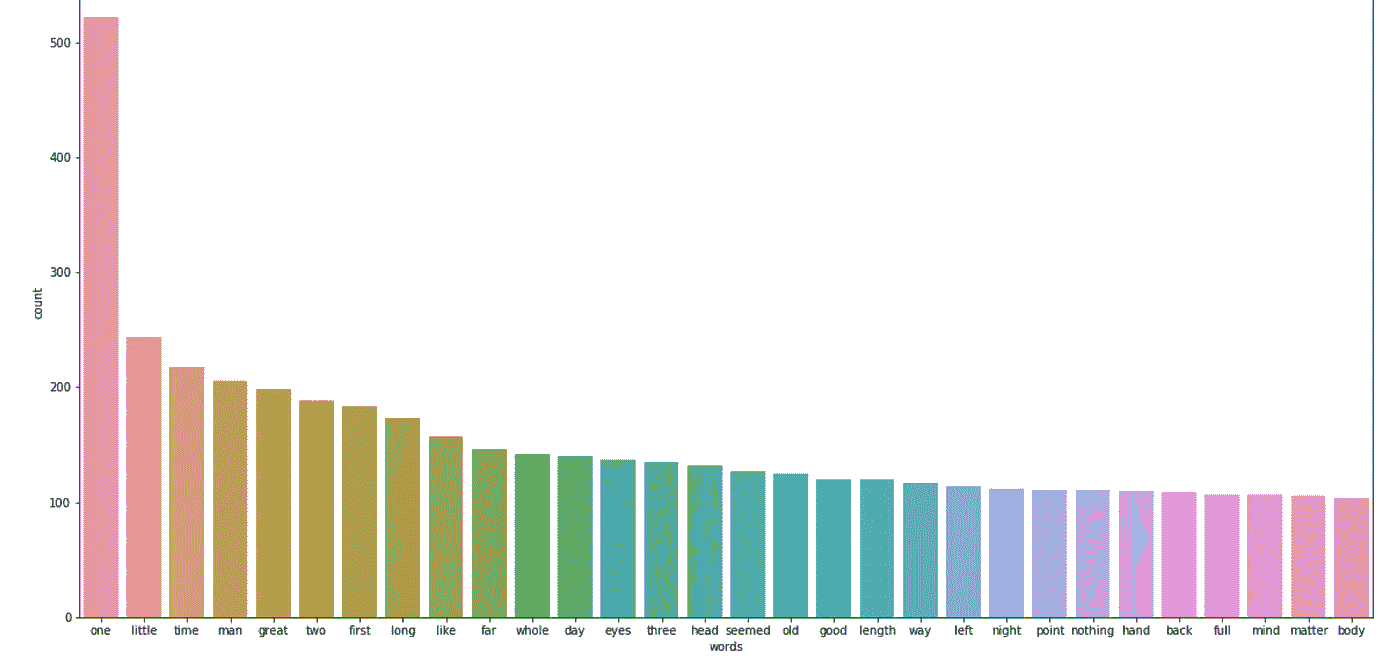 500
400
300
200
100
0
count
one little time man great two first long like far whole day eyes three head seemed old good length way left night point nothing hand back full mind matter body
words